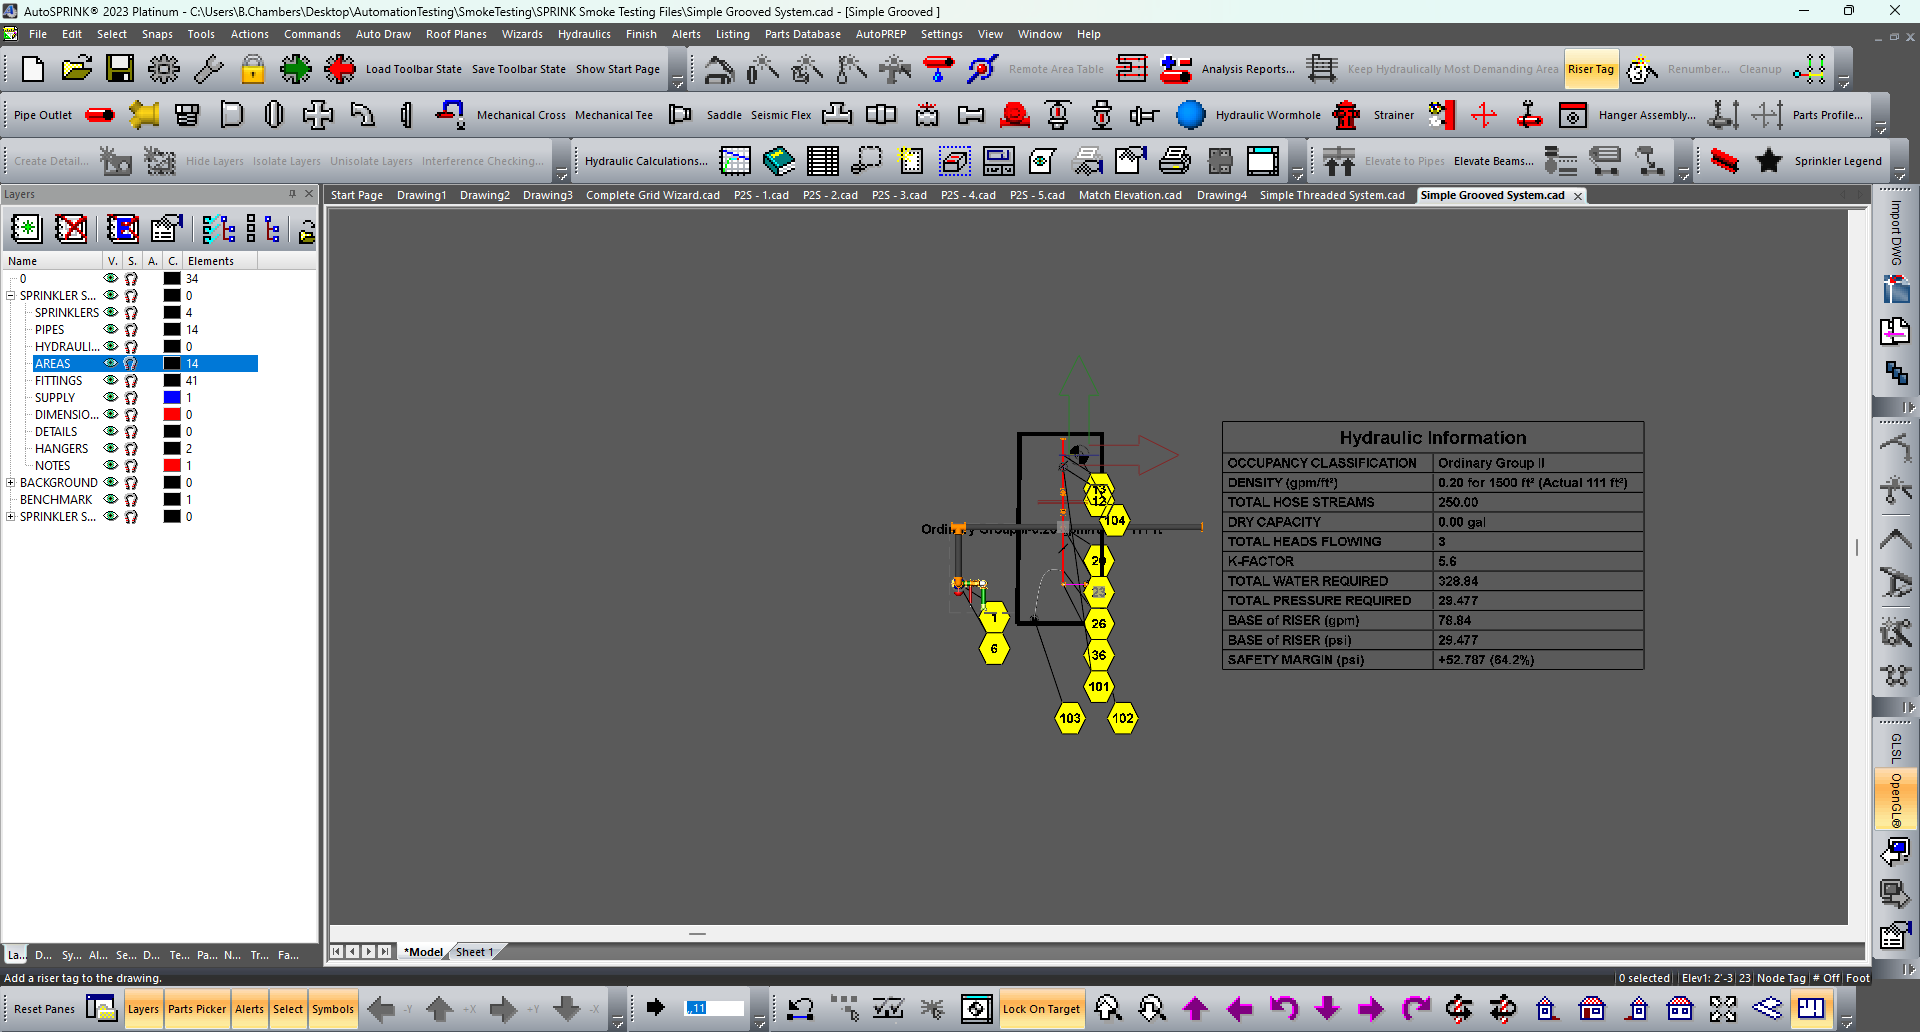 AutoSPRINK® 2023 Platinum - C:\Users\B.Chambers\Desktop\AutomationTesting\SmokeTesting\SPRINK Smoke Testing Files\Simple Grooved System.cad - [Simple Grooved ]
File Edit Select Snaps Tools Actions Commands Auto Draw Roof Planes Wizards Hydraulics Finish Alerts Listing Parts Database AutoPREP Settings View Window Help
Load Toolbar State Save Toolbar State Show Start Page Remote Area Table Analysis Reports... Keep Hydraulically Most Demanding Area Riser Tag Renumber... Cleanup
Pipe Outlet Mechanical Cross Mechanical Tee Saddle Seismic Flex Hydraulic Wormhole Strainer Hanger Assembly... Parts Profile...
Create Detail... Hide Layers Isolate Layers Unisolate Layers Interference Checking... Hydraulic Calculations... Elevate to Pipes Elevate Beams... Sprinkler Legend
Layers
Start Page Drawing1 Drawing2 Drawing3 Complete Grid Wizard.cad P2S - 1.cad P2S - 2.cad P2S - 3.cad P2S - 4.cad P2S - 5.cad Match Elevation.cad Drawing4 Simple Threaded System.cad Simple Grooved System.cad
Name V. S. A. C. Elements
0 34
SPRINKLER S... 0
SPRINKLERS 4
PIPES 14
HYDRAULI... 0
AREAS 14
FITTINGS 41
SUPPLY 1
DIMENSIO... 0
DETAILS 0
HANGERS 2
NOTES 1
BACKGROUND 0
BENCHMARK 1
SPRINKLER S... 0
13
12
104
20
23
26
36
101
103
102
1
6
Hydraulic Information
OCCUPANCY CLASSIFICATION Ordinary Group II
DENSITY (gpm/ft²) 0.20 for 1500 ft² (Actual 111 ft²)
TOTAL HOSE STREAMS 250.00
DRY CAPACITY 0.00 gal
TOTAL HEADS FLOWING 3
K-FACTOR 5.6
TOTAL WATER REQUIRED 328.84
TOTAL PRESSURE REQUIRED 29.477
BASE of RISER (gpm) 78.84
BASE of RISER (psi) 29.477
SAFETY MARGIN (psi) +52.787 (64.2%)
Import DWG
GLSL
OpenGL®
*Model Sheet 1
La... D... Sy... Al... Se... D... Te... Pa... N... Tr... Fa...
Add a riser tag to the drawing. 0 selected Elev1: 2'-3 23 Node Tag # Off Foot
Reset Panes Layers Parts Picker Alerts Select Symbols -Y +X +Y -X ,,11 Lock On Target